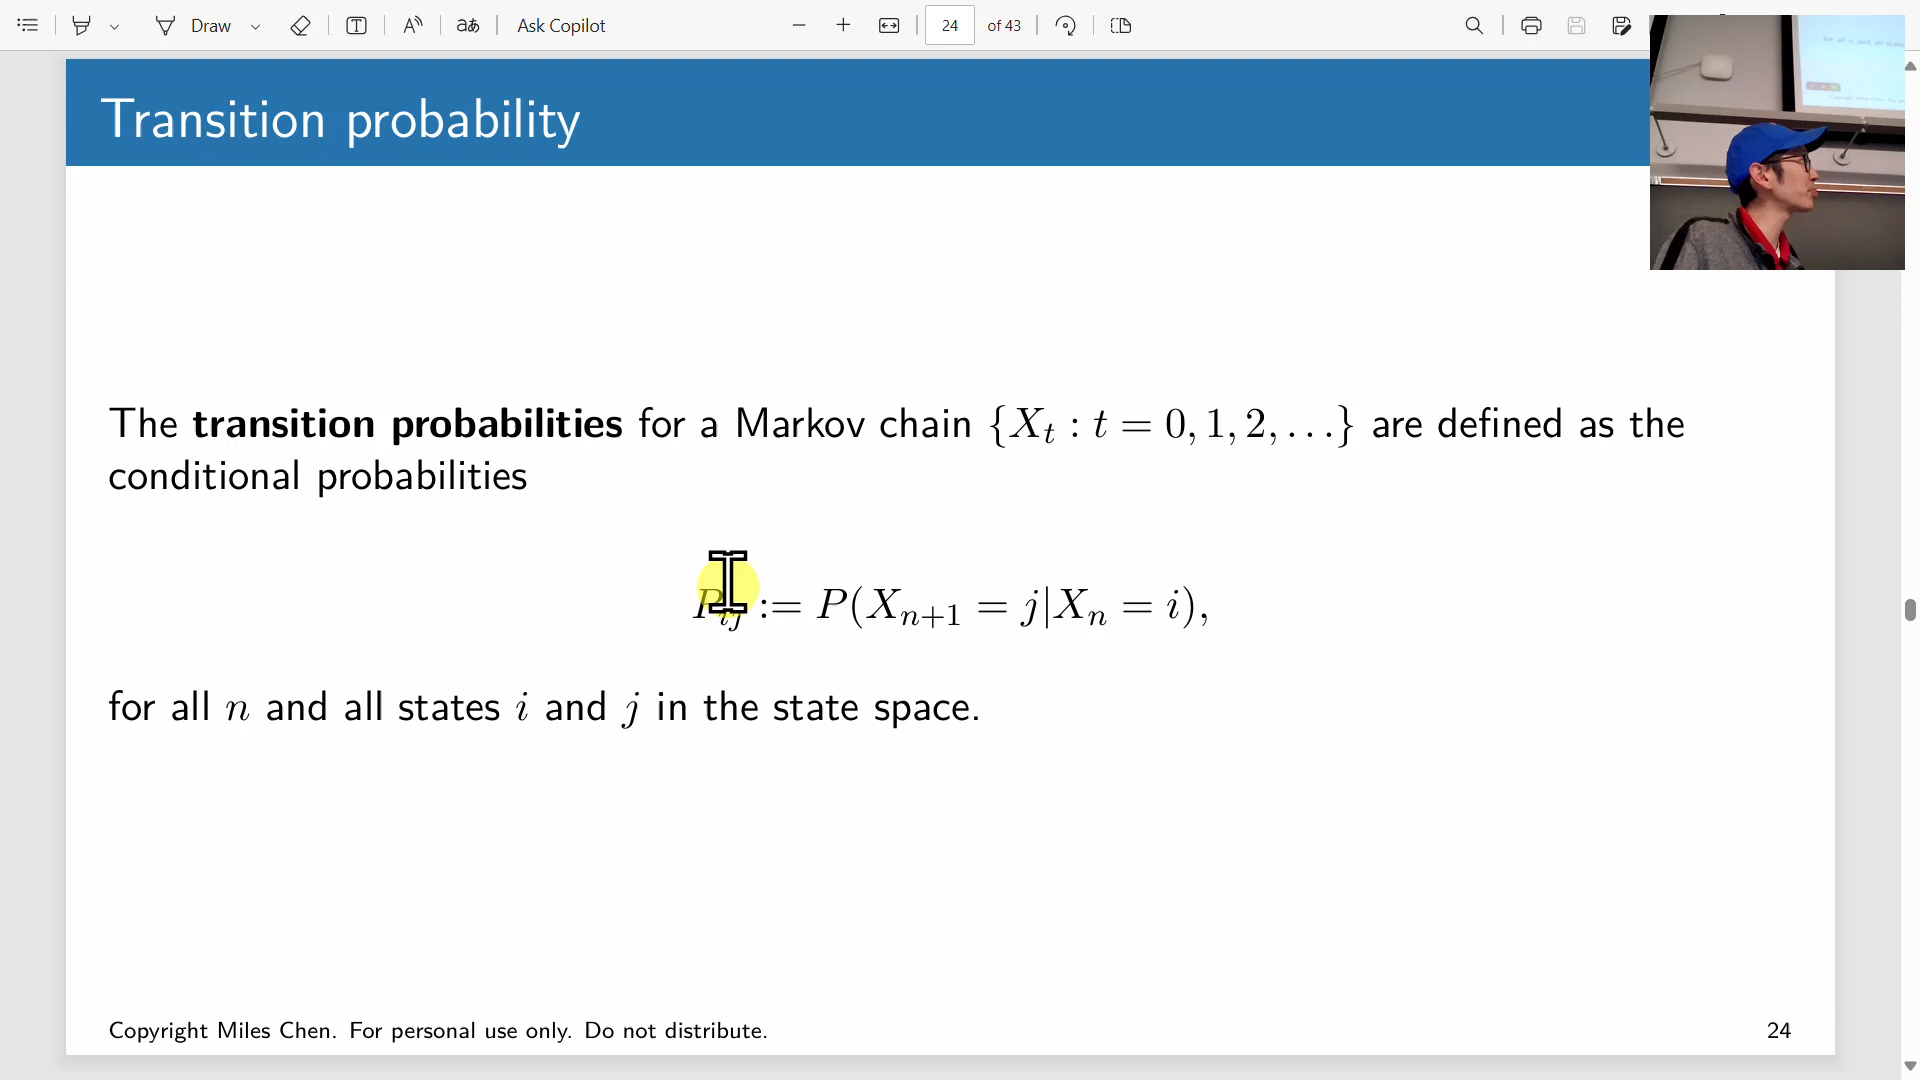 Draw
Ask Copilot
24
of 43
Transition probability
The transition probabilities for a Markov chain {X_t : t = 0, 1, 2, . . .} are defined as the
conditional probabilities
P_{ij} := P(X_{n+1} = j|X_n = i),
for all n and all states i and j in the state space.
Copyright Miles Chen. For personal use only. Do not distribute.
24